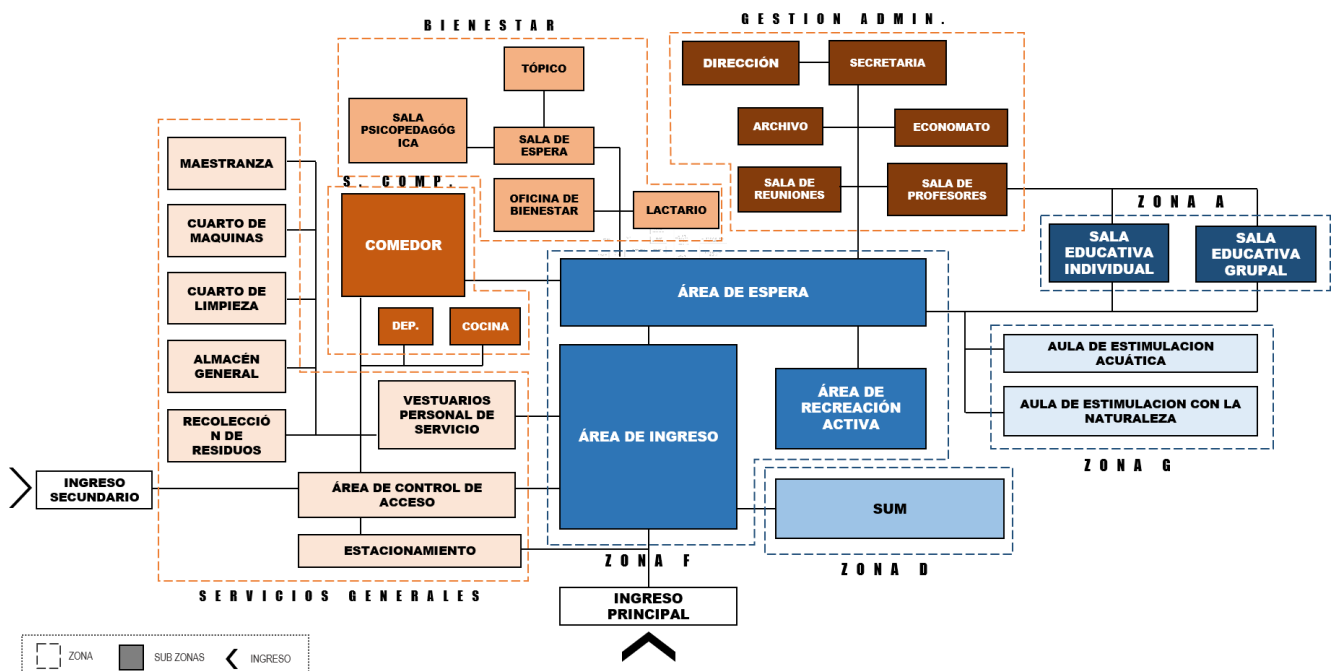 BIENESTAR
GESTION ADMIN.
TÓPICO
DIRECCIÓN
SECRETARIA
SALA
PSICOPEDAGÓG
ICA
SALA DE
ESPERA
ARCHIVO
ECONOMATO
MAESTRANZA
S. COMP.
OFICINA DE
BIENESTAR
LACTARIO
SALA DE
REUNIONES
SALA DE
PROFESORES
ZONA A
CUARTO DE
MAQUINAS
COMEDOR
SALA
EDUCATIVA
INDIVIDUAL
SALA
EDUCATIVA
GRUPAL
CUARTO DE
LIMPIEZA
ÁREA DE ESPERA
DEP.
COCINA
ALMACÉN
GENERAL
AULA DE ESTIMULACION
ACUÁTICA
VESTUARIOS
PERSONAL DE
SERVICIO
ÁREA DE
RECREACIÓN
ACTIVA
AULA DE ESTIMULACION CON LA
NATURALEZA
RECOLECCIÓ
N DE
RESIDUOS
ÁREA DE INGRESO
ZONA G
INGRESO
SECUNDARIO
ÁREA DE CONTROL DE
ACCESO
SUM
ESTACIONAMIENTO
ZONA F
ZONA D
SERVICIOS GENERALES
INGRESO
PRINCIPAL
ZONA
SUB ZONAS
INGRESO